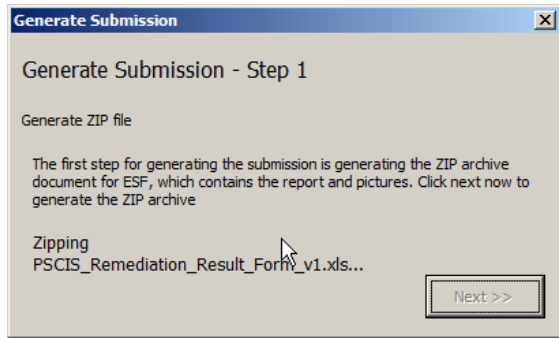 Generate Submission
Generate Submission - Step 1
Generate ZIP file
The first step for generating the submission is generating the ZIP archive
document for ESF, which contains the report and pictures. Click next now to
generate the ZIP archive
Zipping
PSCIS_Remediation_Result_Form_v1.xls...
Next >>